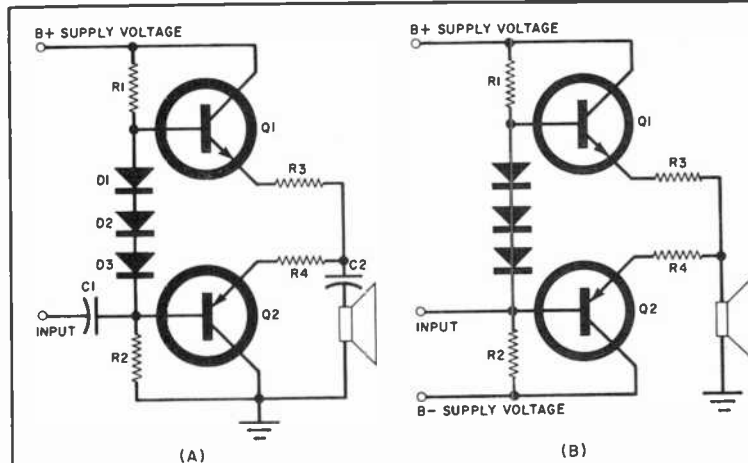 B+ SUPPLY VOLTAGE
R1
Q1
D1
R3
D2
D3
R4
C2
C1
Q2
INPUT
R2
(A)
B+ SUPPLY VOLTAGE
R1
Q1
R3
R4
Q2
INPUT
R2
B- SUPPLY VOLTAGE
(B)